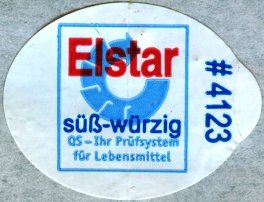 Elstar
süß-würzig
QS - Ihr Prüfsystem
für Lebensmittel
# 4123